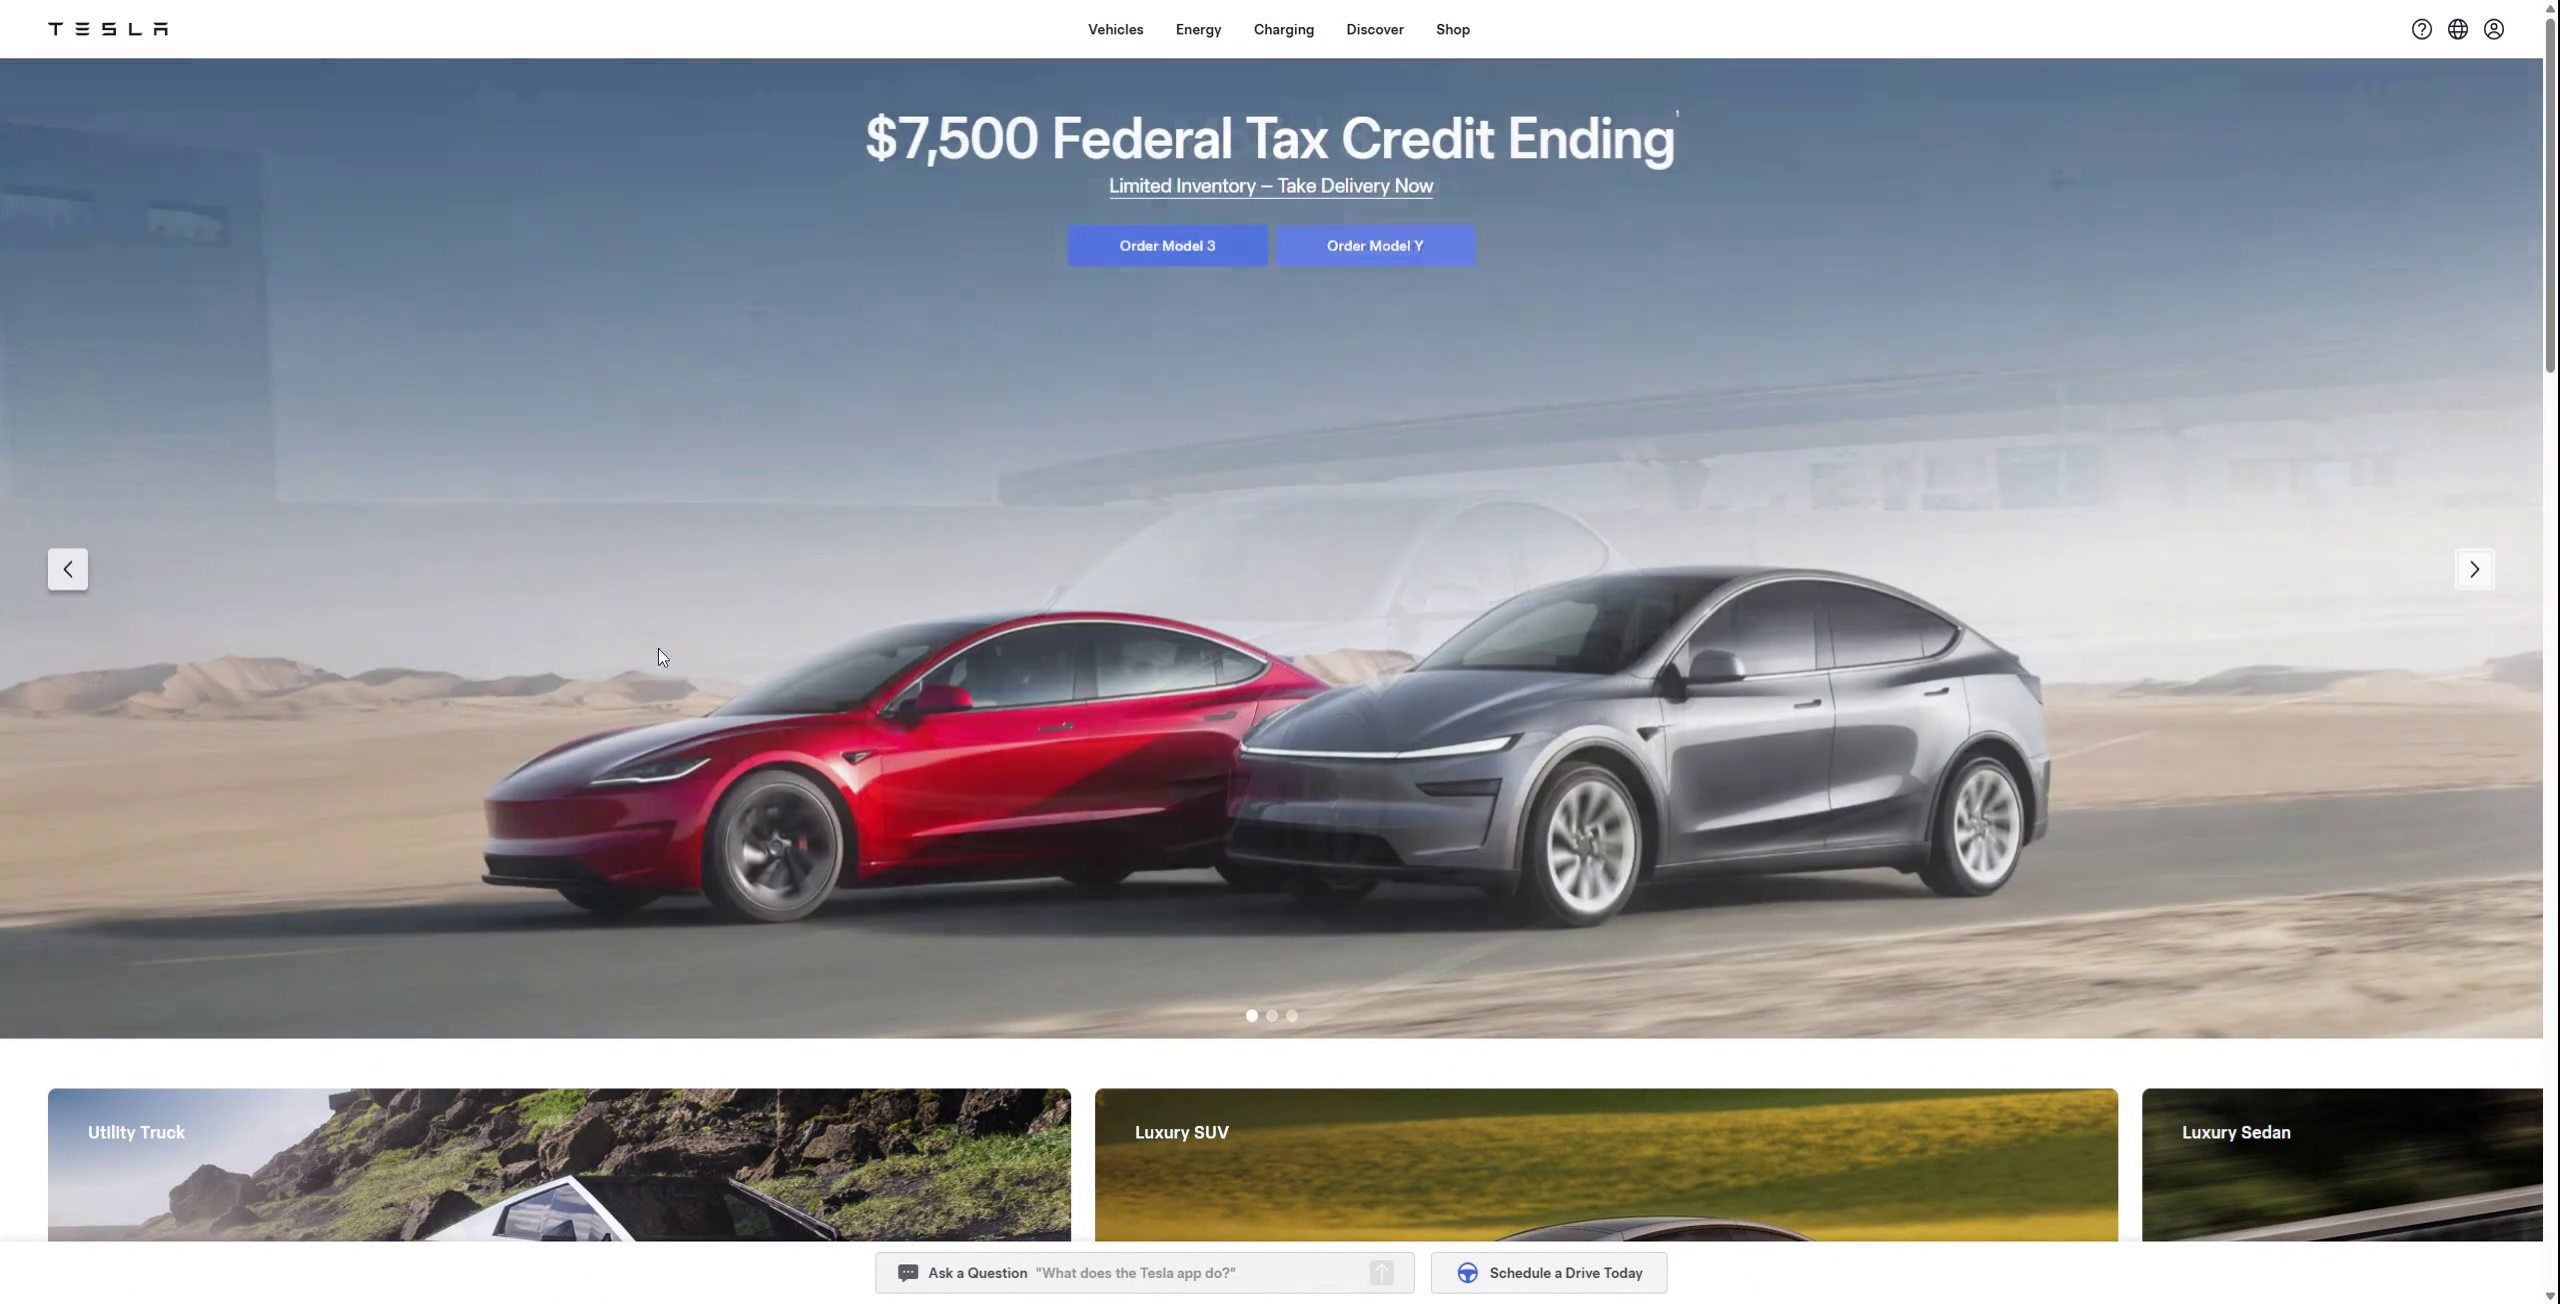 TESLA
Vehicles Energy Charging Discover Shop
$7,500 Federal Tax Credit Ending
Limited Inventory – Take Delivery Now
Order Model 3 Order Model Y
Utility Truck Luxury SUV Luxury Sedan
Ask a Question "What does the Tesla app do?" Schedule a Drive Today